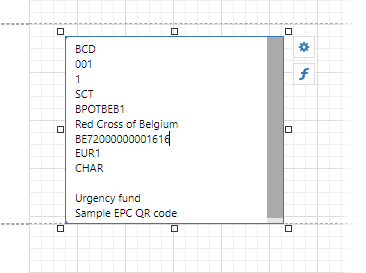 BCD
001
1
SCT
BPOTBEB1
Red Cross of Belgium
BE72000000001616
EUR1
CHAR

Urgency fund
Sample EPC QR code